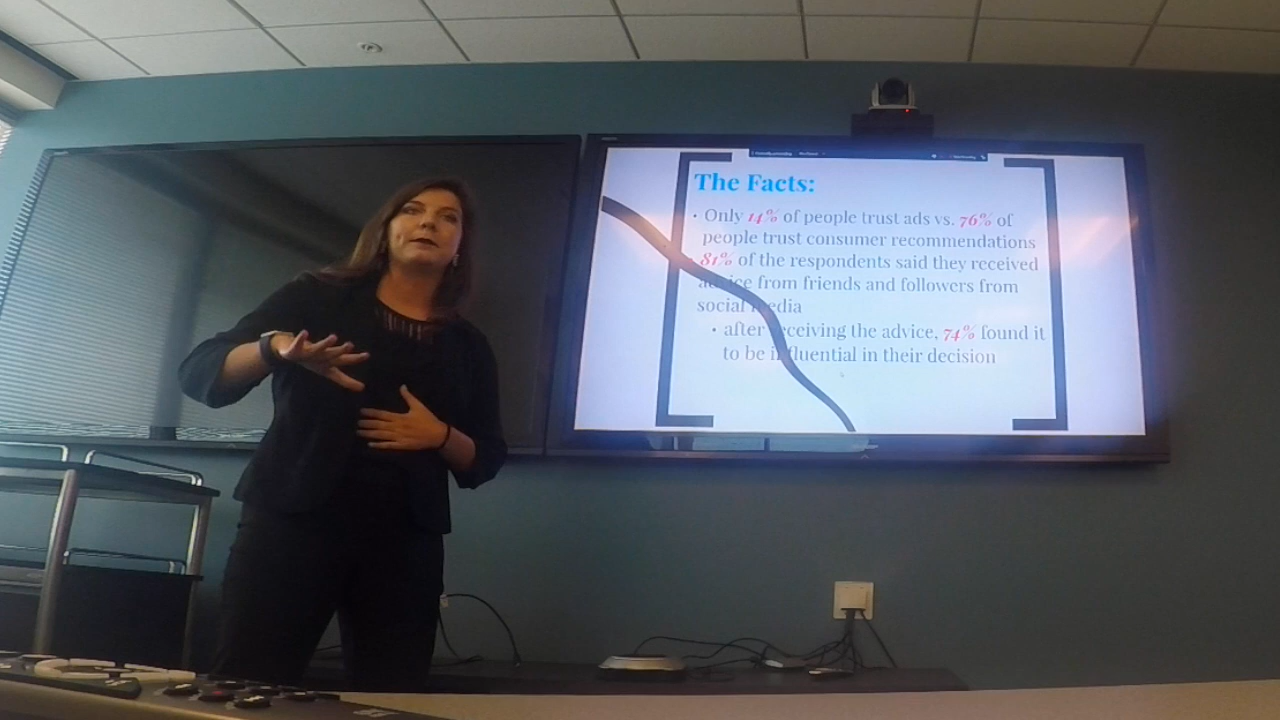 The Facts:
• Only 14% of people trust ads vs. 76% of
people trust consumer recommendations
81% of the respondents said they received
advice from friends and followers from
social media
• after receiving the advice, 74% found it
to be influential in their decision